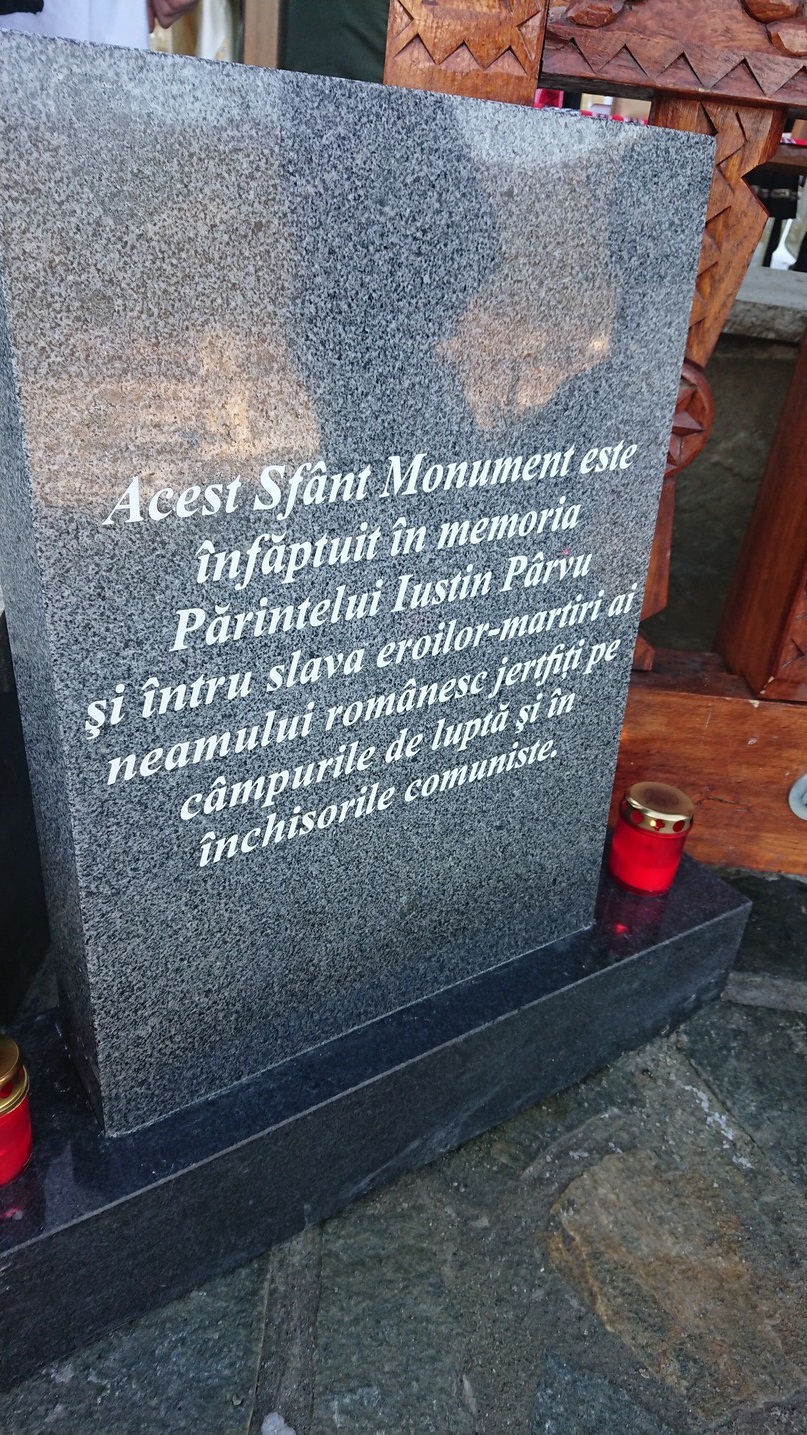 Acest Sfânt Monument este
înfăptuit în memoria
Părintelui Iustin Pârvu
şi întru slava eroilor-martiri ai
neamului românesc jertfiţi pe
câmpurile de luptă şi în
închisorile comuniste.